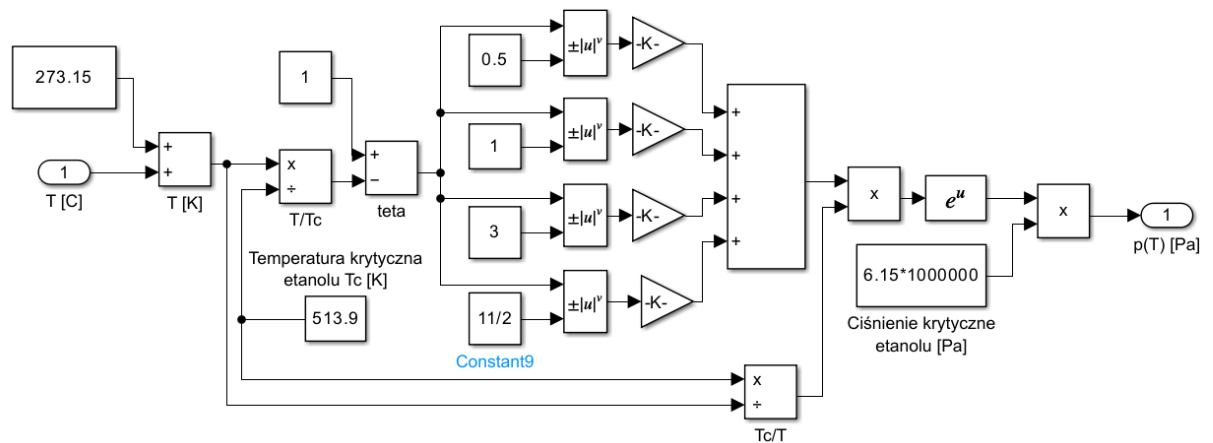 273.15
1
T [C]
+
+
T [K]
1
×
÷
T/Tc
+
−
teta
Temperatura krytyczna
etanolu Tc [K]
513.9
0.5
±|u|ᵛ
-K-
1
±|u|ᵛ
-K-
3
±|u|ᵛ
-K-
11/2
±|u|ᵛ
-K-
Constant9
+
+
+
+
×
÷
Tc/T
×
eᵘ
6.15*1000000
Ciśnienie krytyczne
etanolu [Pa]
×
1
p(T) [Pa]